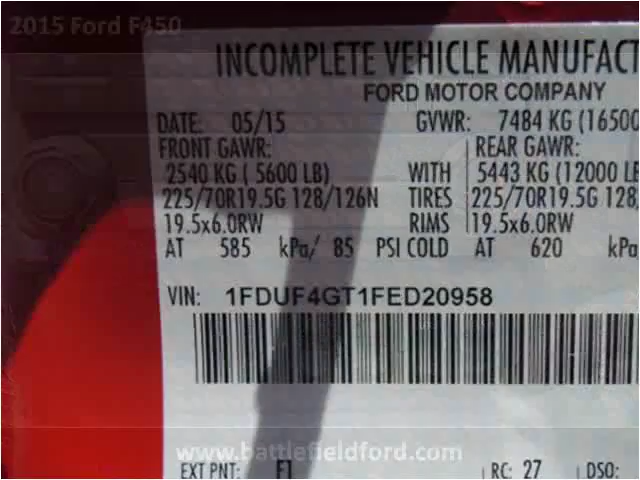 2015 Ford F450
INCOMPLETE VEHICLE MANUFACT
FORD MOTOR COMPANY
DATE: 05/15 GVWR: 7484 KG (16500
FRONT GAWR: REAR GAWR:
2540 KG ( 5600 LB) WITH 5443 KG (12000 LB
225/70R19.5G 128/126N TIRES 225/70R19.5G 128/
19.5x6.0RW RIMS 19.5x6.0RW
AT 585 kPa/ 85 PSI COLD AT 620 kPa
VIN: 1FDUF4GT1FED20958
www.battlefieldford.com
EXT PNT: F1 RC: 27 DSO: